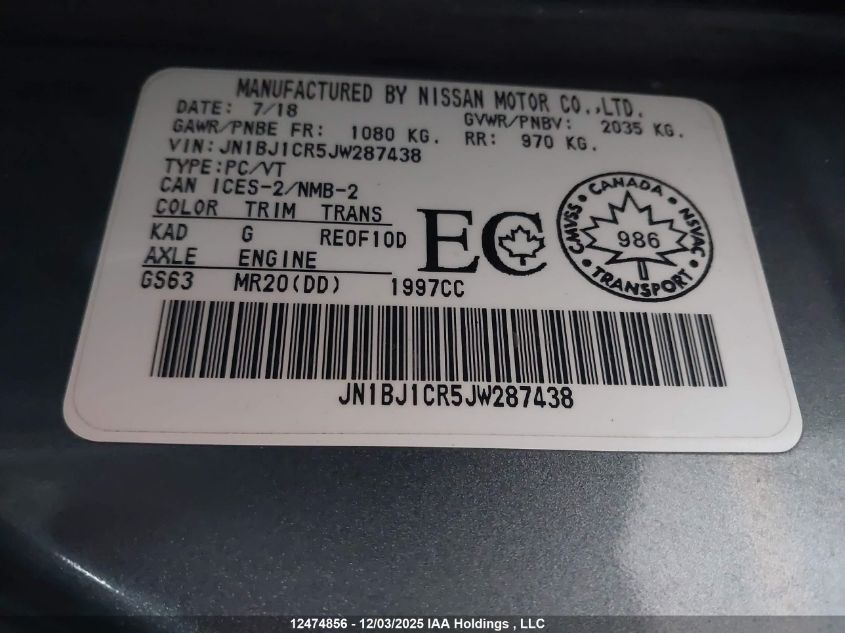 MANUFACTURED BY NISSAN MOTOR CO.,LTD.
DATE: 7/18 GVWR/PNBV: 2035 KG.
GAWR/PNBE FR: 1080 KG. RR: 970 KG.
VIN:JN1BJ1CR5JW287438
TYPE:PC/VT
CAN ICES-2/NMB-2
COLOR TRIM TRANS
KAD G RE0F10D
AXLE ENGINE
GS63 MR20(DD) 1997CC
EC
CANADA
CMVSS 986 NSVAC
TRANSPORT
JN1BJ1CR5JW287438
12474856 - 12/03/2025 IAA Holdings , LLC